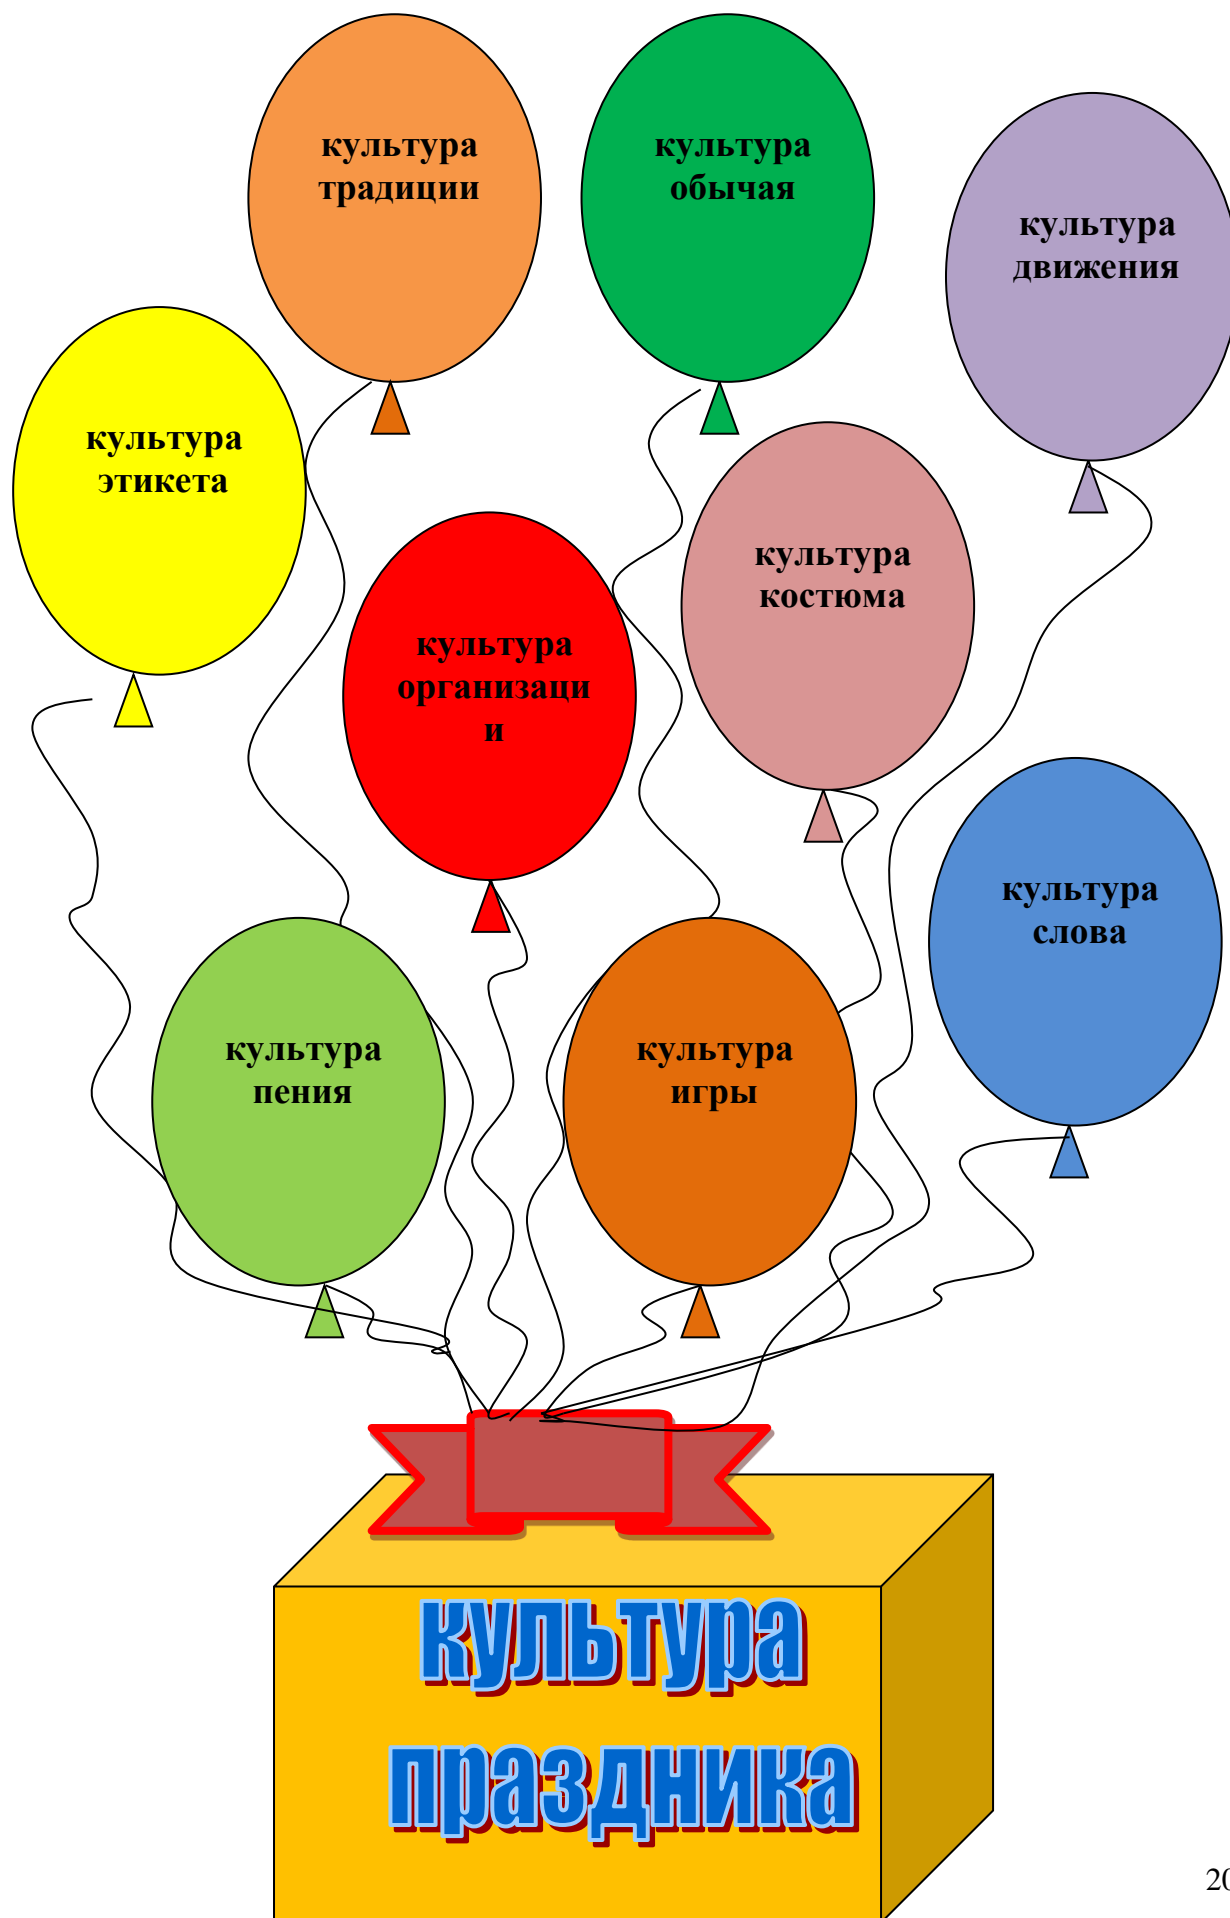 культура
традиции
культура
обычая
культура
движения
культура
этикета
культура
костюма
культура
организаци
и
культура
слова
культура
пения
культура
игры
культура
праздника
20